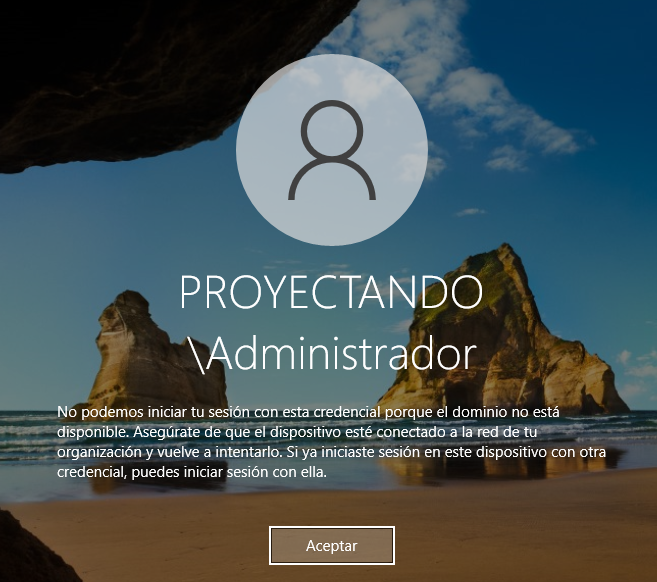 PROYECTANDO
\Administrador
No podemos iniciar tu sesión con esta credencial porque el dominio no está
disponible. Asegúrate de que el dispositivo esté conectado a la red de tu
organización y vuelve a intentarlo. Si ya iniciaste sesión en este dispositivo con otra
credencial, puedes iniciar sesión con ella.
Aceptar